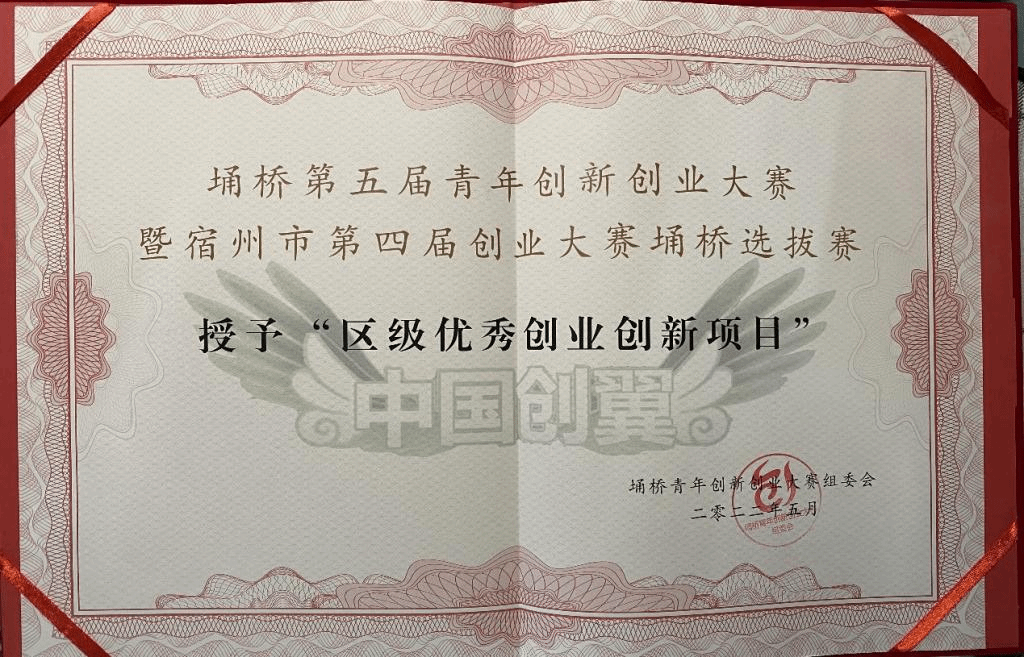 埇桥第五届青年创新创业大赛
暨宿州市第四届创业大赛埇桥选拔赛
授予“区级优秀创业创新项目”
中国创翼
埇桥青年创新创业大赛组委会
二零二二年五月
组委会